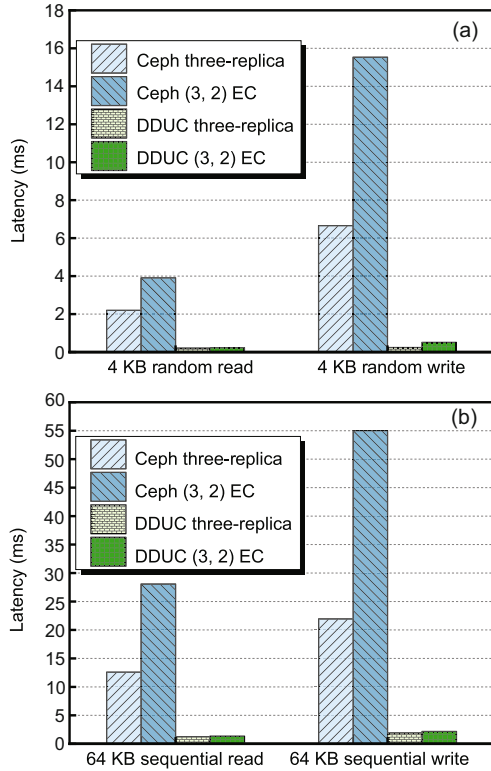 (a)
18
16
14
12
10
8
6
4
2
0
Latency (ms)
Ceph three-replica
Ceph (3, 2) EC
DDUC three-replica
DDUC (3, 2) EC
4 KB random read
4 KB random write
(b)
60
55
50
45
40
35
30
25
20
15
10
5
0
Latency (ms)
Ceph three-replica
Ceph (3, 2) EC
DDUC three-replica
DDUC (3, 2) EC
64 KB sequential read
64 KB sequential write